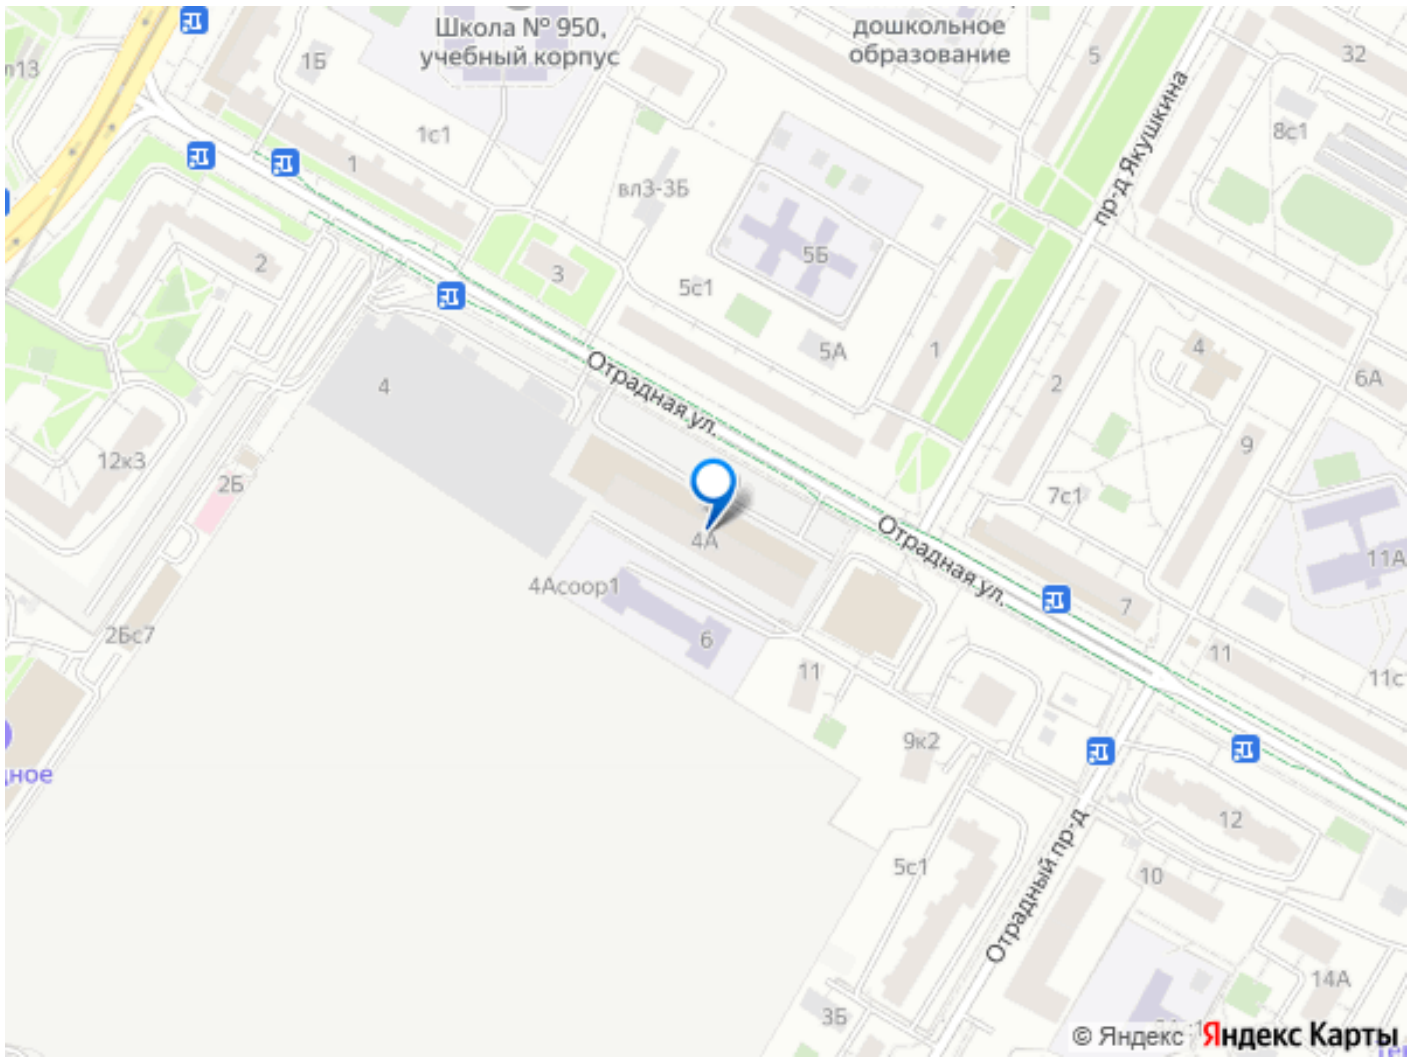 Школа № 950,
учебный корпус
дошкольное
образование
5
32
1Б
1с1
8с1
1
вл3-3Б
пр-д Якушкина
2
3
5Б
5с1
5А
1
4
2
6А
4
Отрадная ул.
9
12к3
2Б
7с1
4А
Отрадная ул.
11А
4Асоор1
7
2Бс7
6
11
11
9к2
12
5с1
10
Отрадный пр-д
14А
3Б
© Яндекс
Яндекс Карты